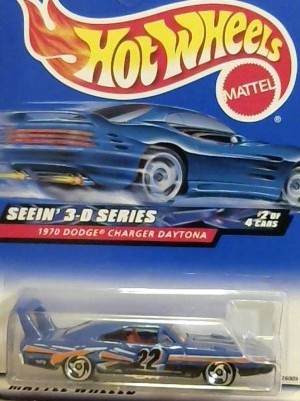 HOT WHEELS
MATTEL
®
SEEIN' 3-D SERIES
#2 OF
4 CARS
1970 DODGE® CHARGER DAYTONA
22